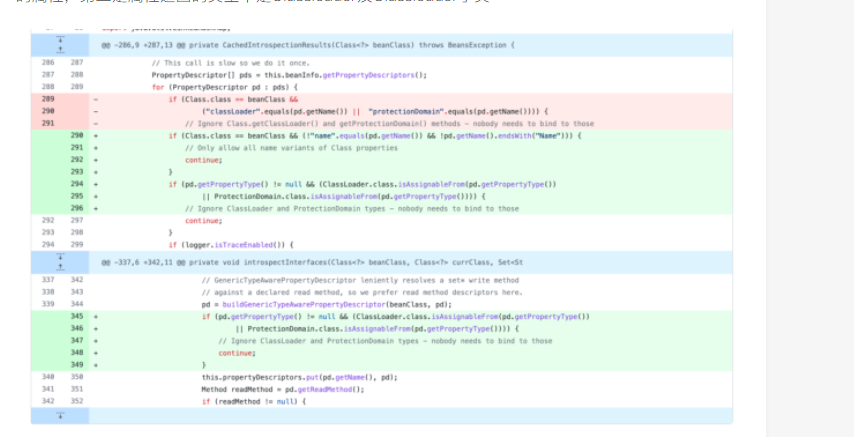 @@ -286,9 +287,13 @@ private CachedIntrospectionResults(Class<?> beanClass) throws BeansException {
286 287 // This call is slow so we do it once.
287 288 PropertyDescriptor[] pds = this.beanInfo.getPropertyDescriptors();
288 289 for (PropertyDescriptor pd : pds) {
289 - if (Class.class == beanClass &&
290 - ("classLoader".equals(pd.getName()) || "protectionDomain".equals(pd.getName()))) {
291 - // Ignore Class.getClassLoader() and getProtectionDomain() methods - nobody needs to bind to those
290 + if (Class.class == beanClass && (!"name".equals(pd.getName()) && !pd.getName().endsWith("Name"))) {
291 + // Only allow all name variants of Class properties
292 + continue;
293 + }
294 + if (pd.getPropertyType() != null && (ClassLoader.class.isAssignableFrom(pd.getPropertyType())
295 + || ProtectionDomain.class.isAssignableFrom(pd.getPropertyType()))) {
296 + // Ignore ClassLoader and ProtectionDomain types - nobody needs to bind to those
292 297 continue;
293 298 }
294 299 if (logger.isTraceEnabled()) {
@@ -337,6 +342,11 @@ private void introspectInterfaces(Class<?> beanClass, Class<?> currClass, Set<St
337 342 // GenericTypeAwarePropertyDescriptor leniently resolves a set* write method
338 343 // against a declared read method, so we prefer read method descriptors here.
339 344 pd = buildGenericTypeAwarePropertyDescriptor(beanClass, pd);
345 + if (pd.getPropertyType() != null && (ClassLoader.class.isAssignableFrom(pd.getPropertyType())
346 + || ProtectionDomain.class.isAssignableFrom(pd.getPropertyType()))) {
347 + // Ignore ClassLoader and ProtectionDomain types - nobody needs to bind to those
348 + continue;
349 + }
340 350 this.propertyDescriptors.put(pd.getName(), pd);
341 351 Method readMethod = pd.getReadMethod();
342 352 if (readMethod != null) {